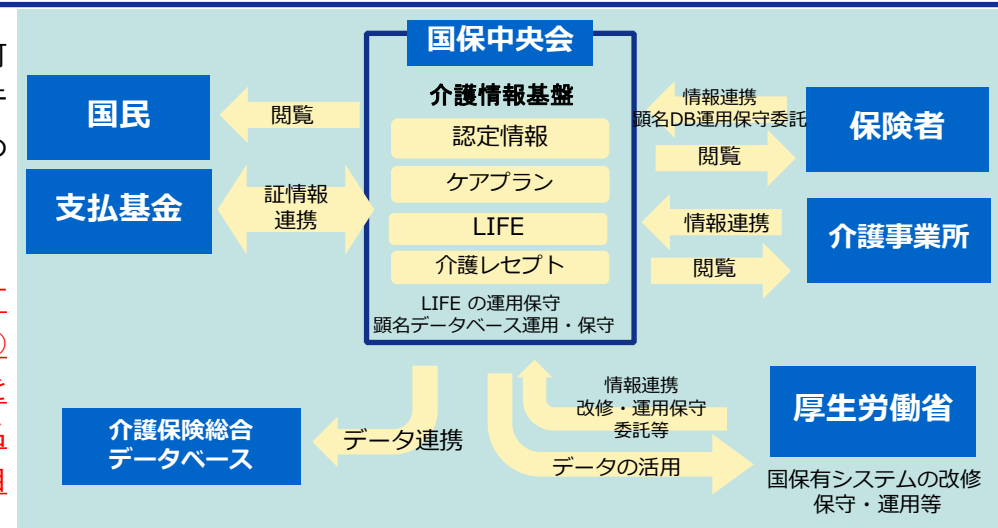 国保中央会
介護情報基盤
認定情報
ケアプラン
LIFE
介護レセプト
LIFE の運用保守
顕名データベース運用・保守
国民
閲覧
支払基金
証情報
連携
情報連携
顕名DB運用保守委託
閲覧
保険者
情報連携
閲覧
介護事業所
介護保険総合
データベース
データ連携
情報連携
改修・運用保守
委託等
データの活用
厚生労働省
国保有システムの改修
保守・運用等